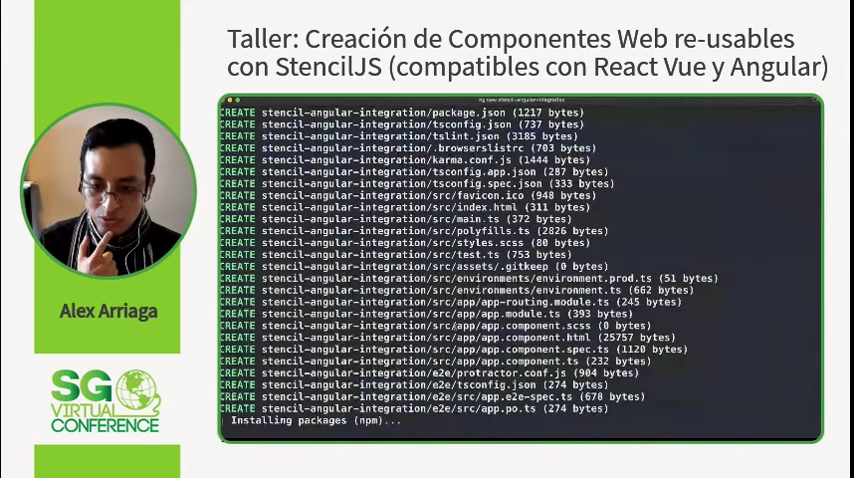 Taller: Creación de Componentes Web re-usables
con StencilJS (compatibles con React Vue y Angular)
ng new stencil-angular-integration
CREATE stencil-angular-integration/package.json (1217 bytes)
CREATE stencil-angular-integration/tsconfig.json (737 bytes)
CREATE stencil-angular-integration/tslint.json (3185 bytes)
CREATE stencil-angular-integration/.browserslistrc (703 bytes)
CREATE stencil-angular-integration/karma.conf.js (1444 bytes)
CREATE stencil-angular-integration/tsconfig.app.json (287 bytes)
CREATE stencil-angular-integration/tsconfig.spec.json (333 bytes)
CREATE stencil-angular-integration/src/favicon.ico (948 bytes)
CREATE stencil-angular-integration/src/index.html (311 bytes)
CREATE stencil-angular-integration/src/main.ts (372 bytes)
CREATE stencil-angular-integration/src/polyfills.ts (2826 bytes)
CREATE stencil-angular-integration/src/styles.scss (80 bytes)
CREATE stencil-angular-integration/src/test.ts (753 bytes)
CREATE stencil-angular-integration/src/assets/.gitkeep (0 bytes)
CREATE stencil-angular-integration/src/environments/environment.prod.ts (51 bytes)
CREATE stencil-angular-integration/src/environments/environment.ts (662 bytes)
CREATE stencil-angular-integration/src/app/app-routing.module.ts (245 bytes)
CREATE stencil-angular-integration/src/app/app.module.ts (393 bytes)
CREATE stencil-angular-integration/src/app/app.component.scss (0 bytes)
CREATE stencil-angular-integration/src/app/app.component.html (25757 bytes)
CREATE stencil-angular-integration/src/app/app.component.spec.ts (1120 bytes)
CREATE stencil-angular-integration/src/app/app.component.ts (232 bytes)
CREATE stencil-angular-integration/e2e/protractor.conf.js (904 bytes)
CREATE stencil-angular-integration/e2e/tsconfig.json (274 bytes)
CREATE stencil-angular-integration/e2e/src/app.e2e-spec.ts (678 bytes)
CREATE stencil-angular-integration/e2e/src/app.po.ts (274 bytes)
Installing packages (npm)...
Alex Arriaga
SG
VIRTUAL
CONFERENCE